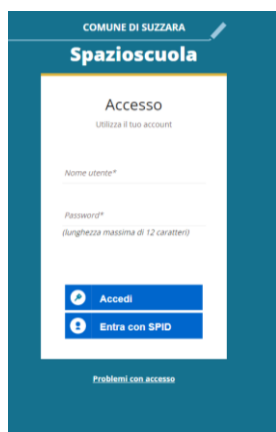 COMUNE DI SUZZARA
Spazioscuola
Accesso
Utilizza il tuo account
Nome utente*
Password*
(lunghezza massima di 12 caratteri)
Accedi
Entra con SPID
Problemi con accesso